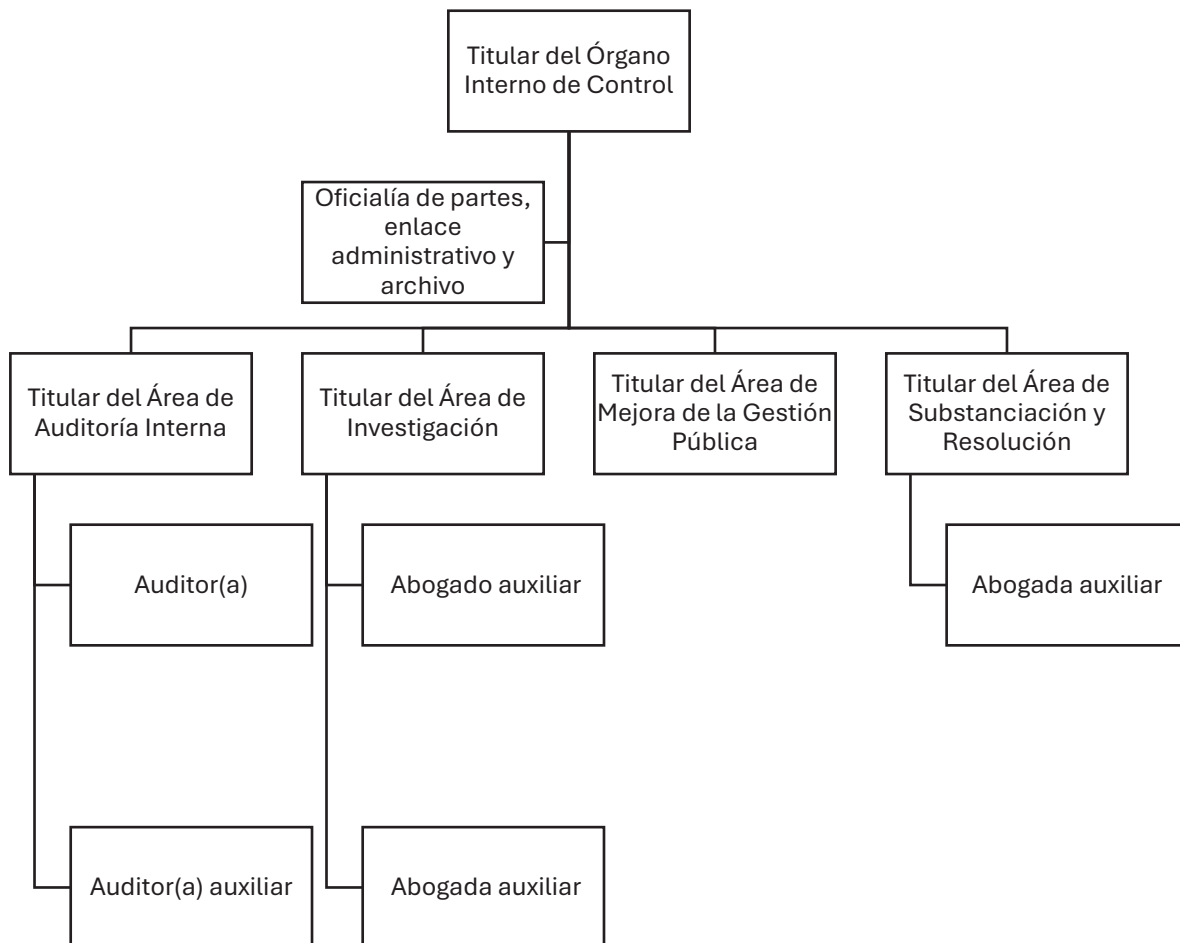 Titular del Órgano
Interno de Control
Oficialía de partes,
enlace
administrativo y
archivo
Titular del Área de
Auditoría Interna
Titular del Área de
Investigación
Titular del Área de
Mejora de la Gestión
Pública
Titular del Área de
Substanciación y
Resolución
Auditor(a)
Abogado auxiliar
Abogada auxiliar
Auditor(a) auxiliar
Abogada auxiliar